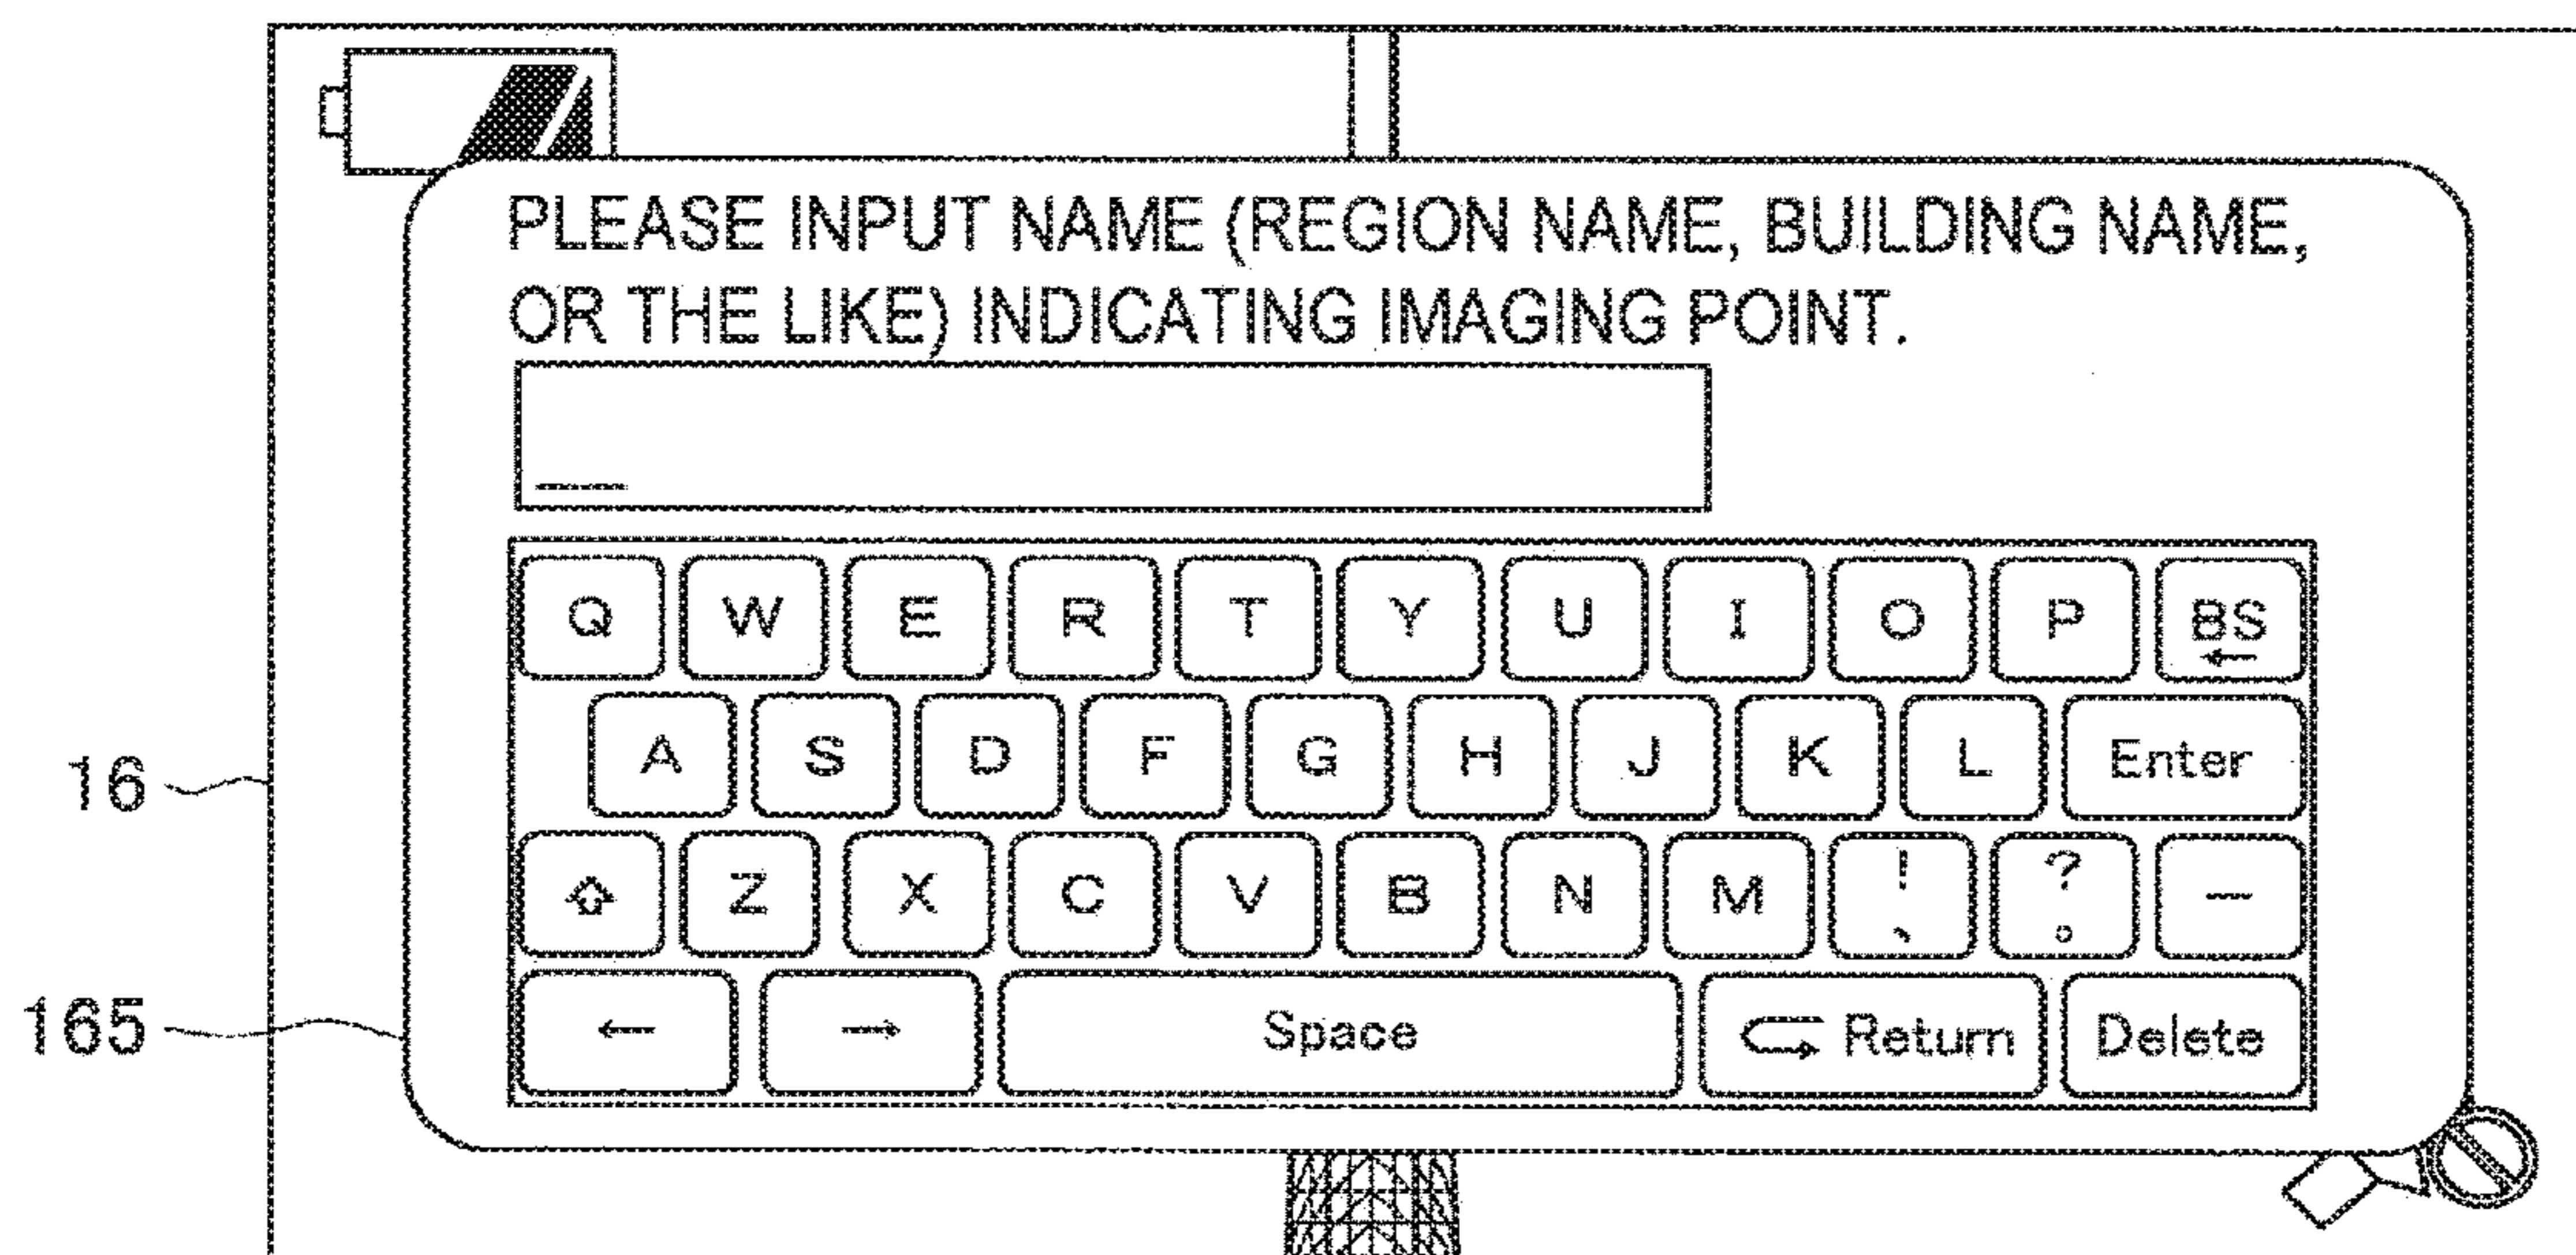 PLEASE INPUT NAME (REGION NAME, BUILDING NAME,
OR THE LIKE) INDICATING IMAGING POINT.
Q W E R T Y U I O P BS ←
A S D F G H J K L Enter
16
⇧ Z X C V B N M ! 、 ? 。 —
← → Space Return Delete
165